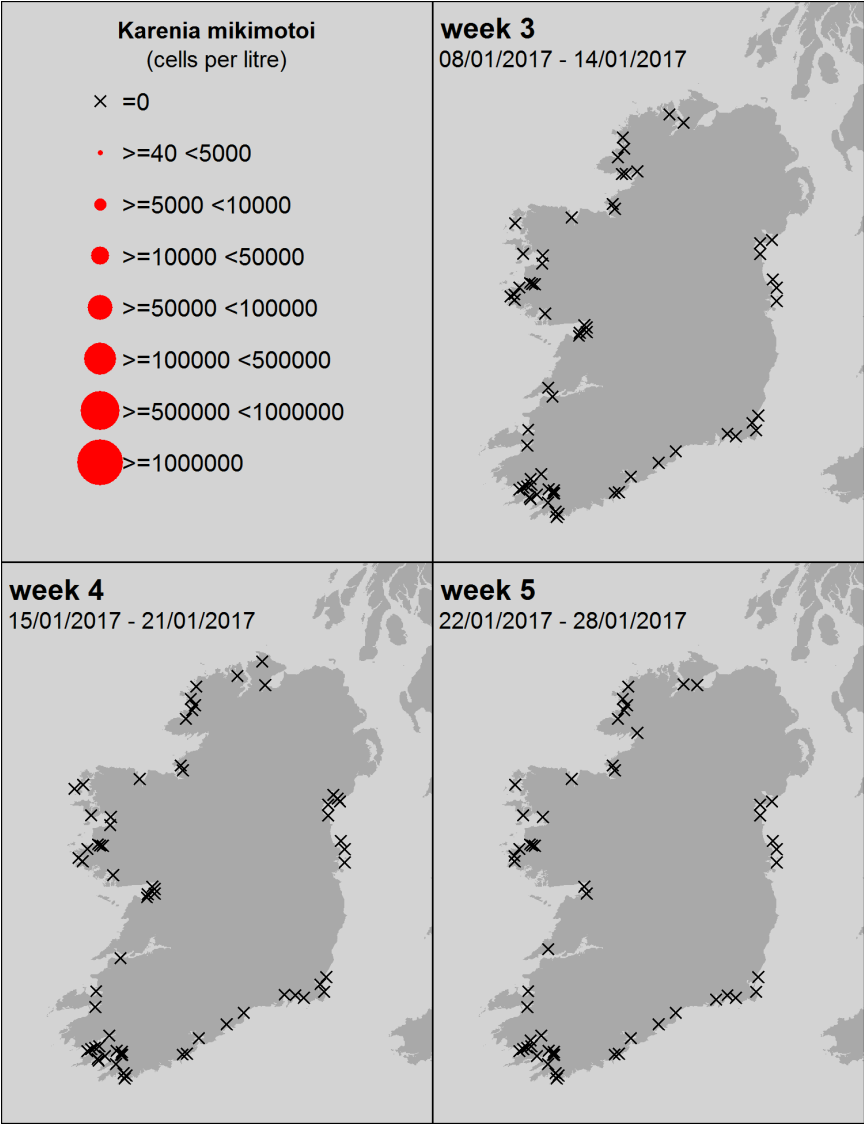 Karenia mikimotoi
(cells per litre)
=0
>=40 <5000
>=5000 <10000
>=10000 <50000
>=50000 <100000
>=100000 <500000
>=500000 <1000000
>=1000000
week 3
08/01/2017 - 14/01/2017
week 4
15/01/2017 - 21/01/2017
week 5
22/01/2017 - 28/01/2017